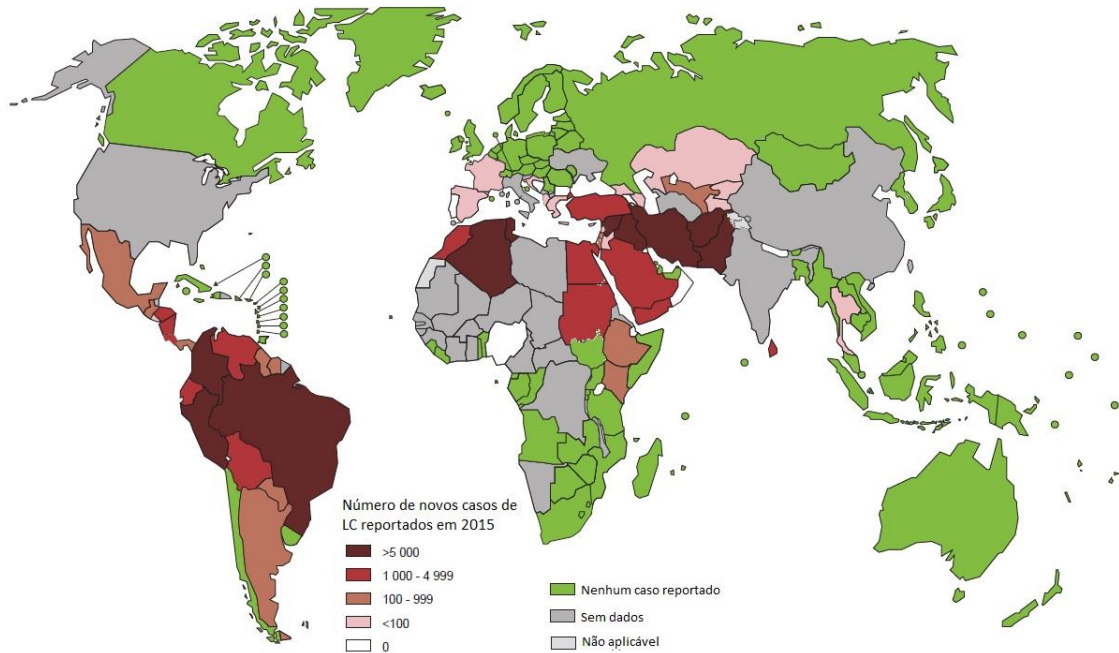 Número de novos casos de
LC reportados em 2015
>5 000
1 000 - 4 999
100 - 999
<100
0
Nenhum caso reportado
Sem dados
Não aplicável